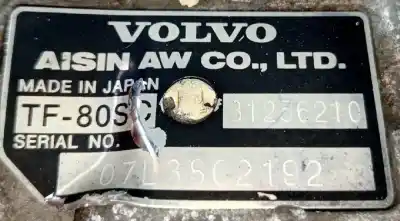 VOLVO
AISIN AW CO., LTD.
MADE IN JAPAN
TF-80SC 31256210
SERIAL NO.
07L3SC2192